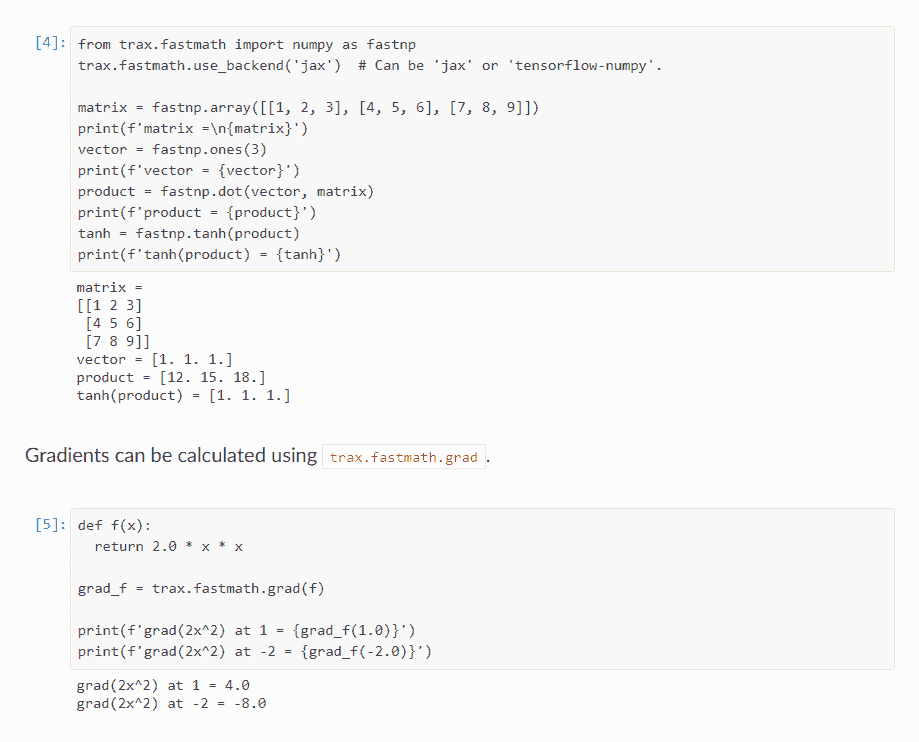 [4]: from trax.fastmath import numpy as fastnp
trax.fastmath.use_backend('jax')  # Can be 'jax' or 'tensorflow-numpy'.

matrix = fastnp.array([[1, 2, 3], [4, 5, 6], [7, 8, 9]])
print(f'matrix =\n{matrix}')
vector = fastnp.ones(3)
print(f'vector = {vector}')
product = fastnp.dot(vector, matrix)
print(f'product = {product}')
tanh = fastnp.tanh(product)
print(f'tanh(product) = {tanh}')
matrix =
[[1 2 3]
 [4 5 6]
 [7 8 9]]
vector = [1. 1. 1.]
product = [12. 15. 18.]
tanh(product) = [1. 1. 1.]
Gradients can be calculated using trax.fastmath.grad.
[5]: def f(x):
  return 2.0 * x * x

grad_f = trax.fastmath.grad(f)

print(f'grad(2x^2) at 1 = {grad_f(1.0)}')
print(f'grad(2x^2) at -2 = {grad_f(-2.0)}')
grad(2x^2) at 1 = 4.0
grad(2x^2) at -2 = -8.0